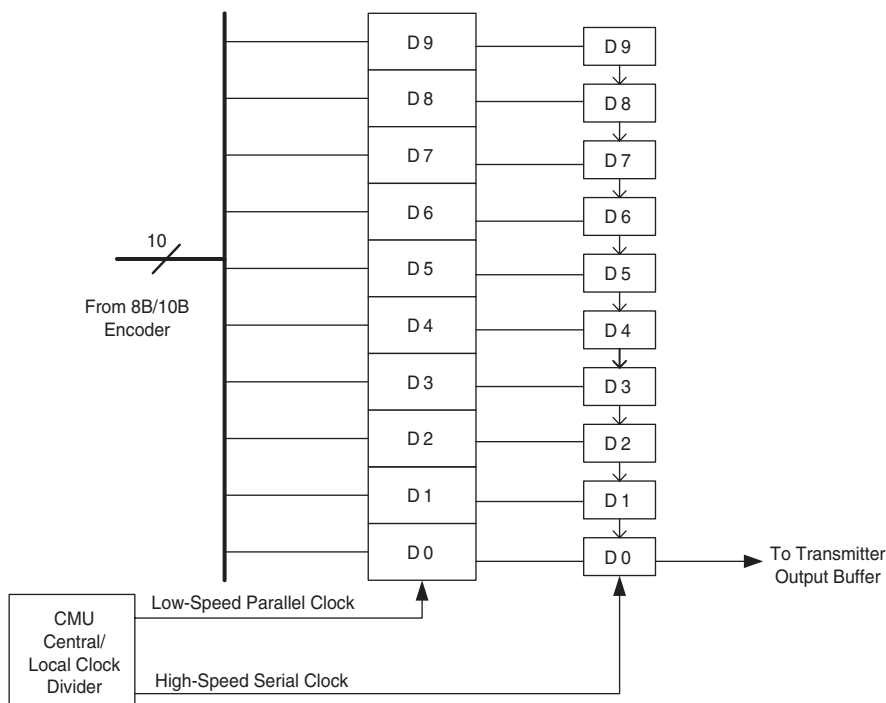 D 9
D 9
D 8
D 8
D 7
D 7
D 6
D 6
10
D 5
D 5
From 8B/10B
Encoder
D 4
D 4
D 3
D 3
D 2
D 2
D 1
D 1
D 0
D 0
To Transmitter
Output Buffer
Low-Speed Parallel Clock
CMU
Central/
Local Clock
Divider
High-Speed Serial Clock